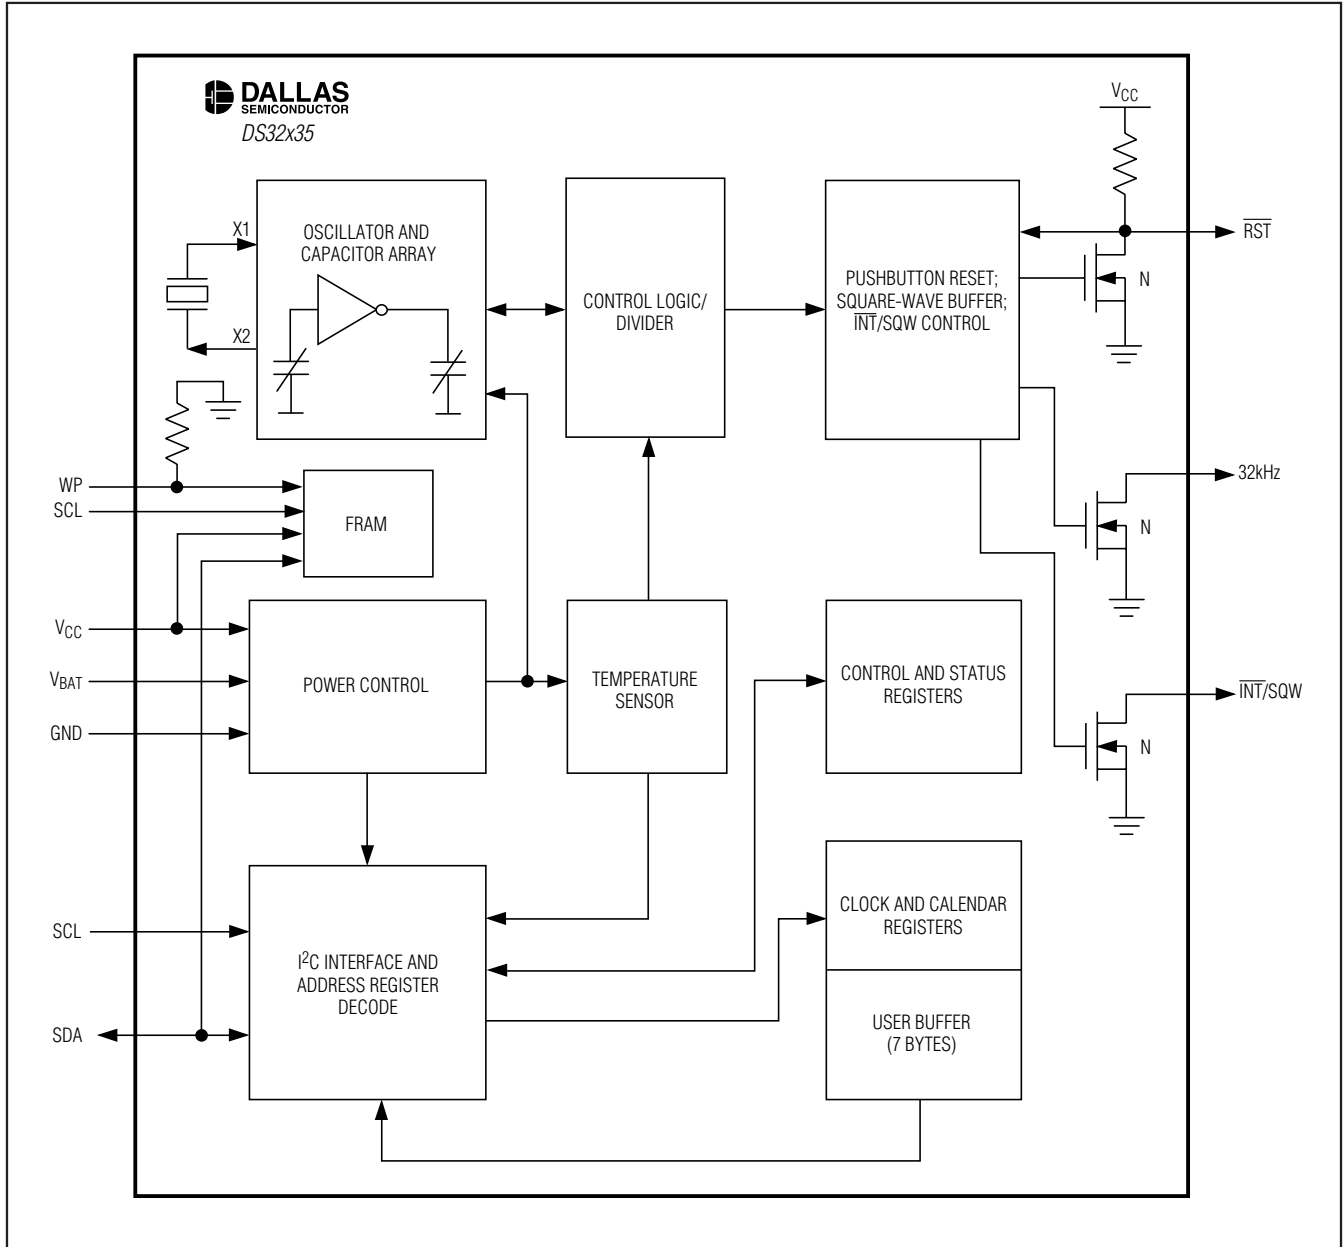 DALLAS
SEMICONDUCTOR
DS32x35
VCC
X1
OSCILLATOR AND
CAPACITOR ARRAY
X2
CONTROL LOGIC/
DIVIDER
PUSHBUTTON RESET;
SQUARE-WAVE BUFFER;
INT/SQW CONTROL
RST
N
WP
SCL
FRAM
32kHz
N
VCC
VBAT
GND
POWER CONTROL
TEMPERATURE
SENSOR
CONTROL AND STATUS
REGISTERS
INT/SQW
N
SCL
SDA
I2C INTERFACE AND
ADDRESS REGISTER
DECODE
CLOCK AND CALENDAR
REGISTERS
USER BUFFER
(7 BYTES)